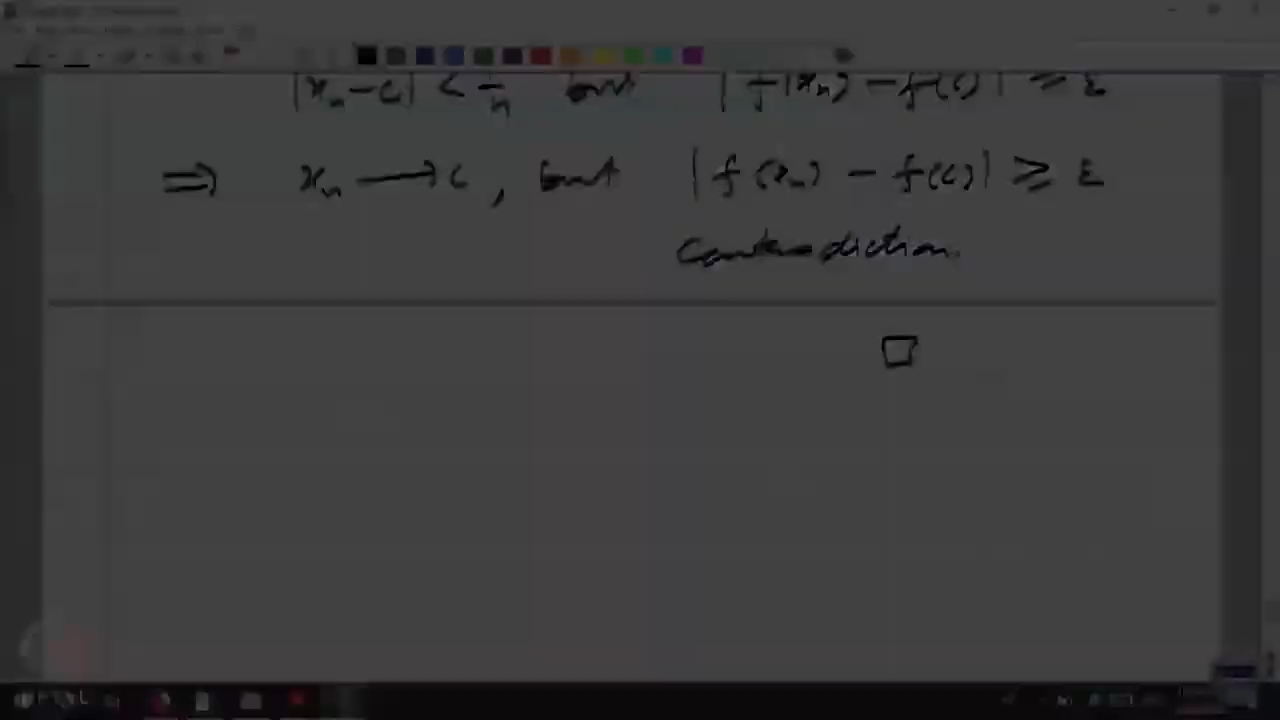 |xₙ - c| < 1/n but |f(xₙ) - f(c)| ≥ ε
⇒ xₙ → c, but |f(xₙ) - f(c)| ≥ ε
contradiction.
□